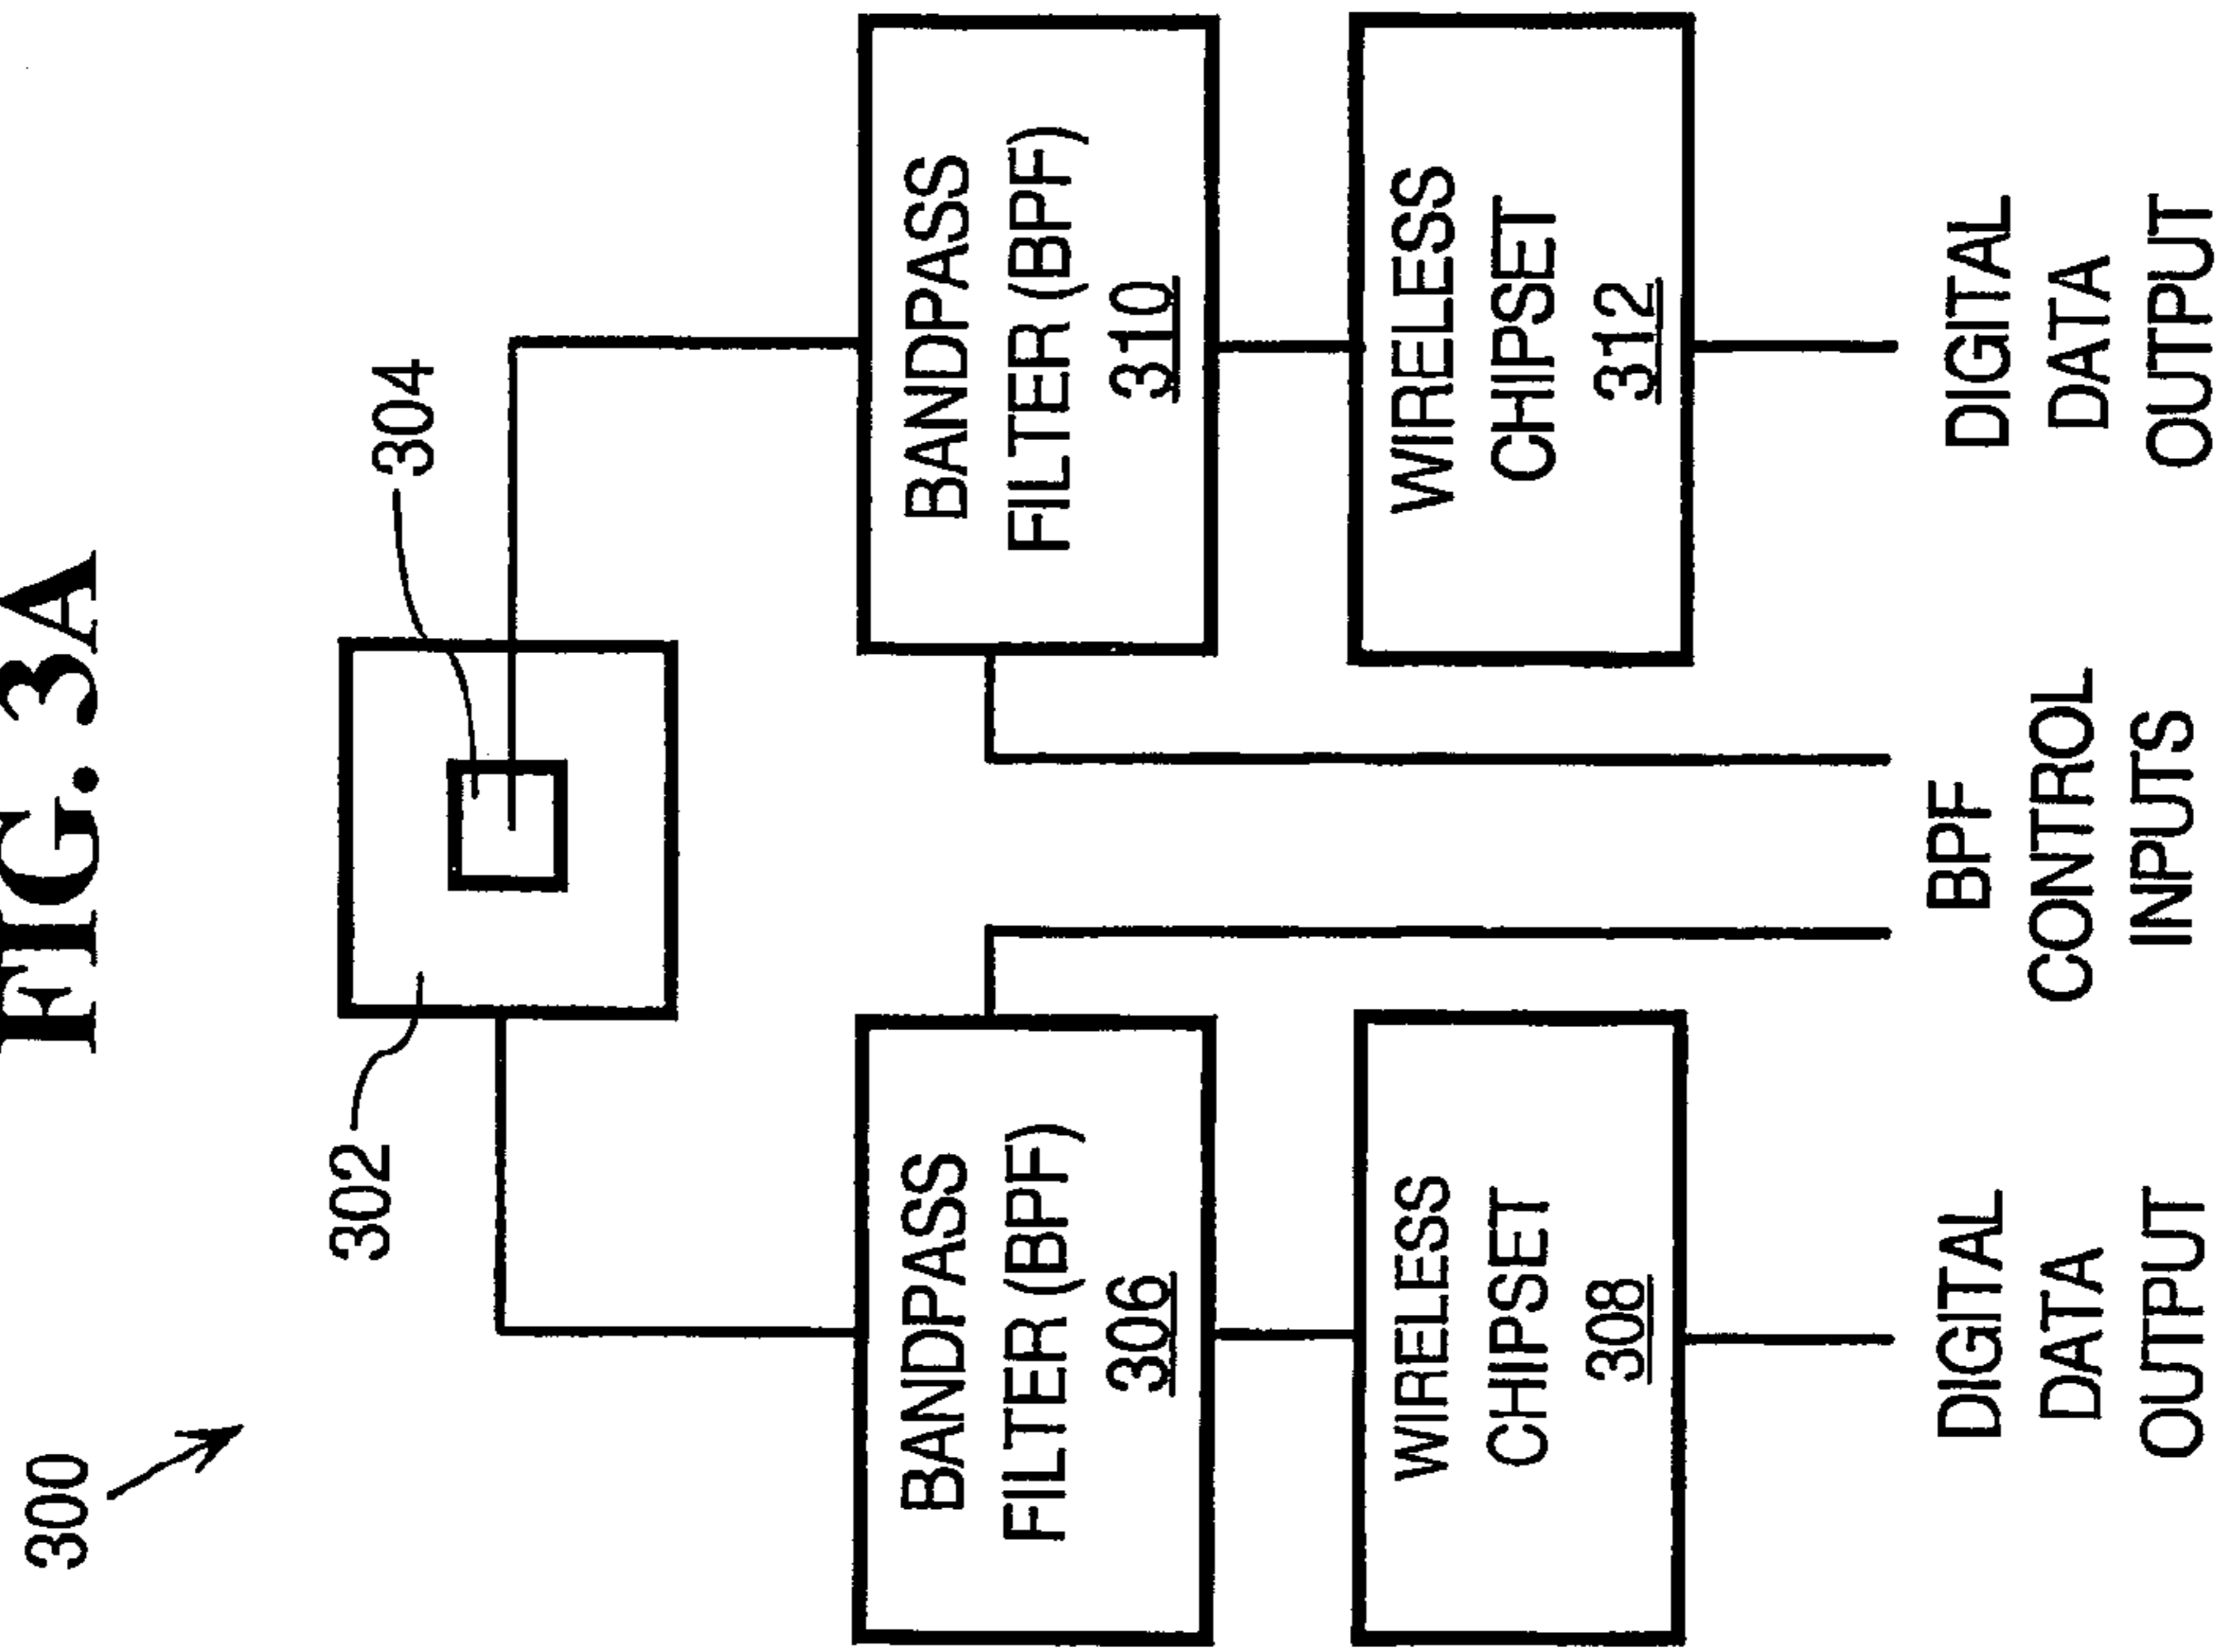 FIG. 3A
300
302
304
BANDPASS
FILTER (BPF)
306
BANDPASS
FILTER (BPF)
310
WIRELESS
CHIPSET
308
WIRELESS
CHIPSET
312
DIGITAL
DATA
OUTPUT
BPF
CONTROL
INPUTS
DIGITAL
DATA
OUTPUT